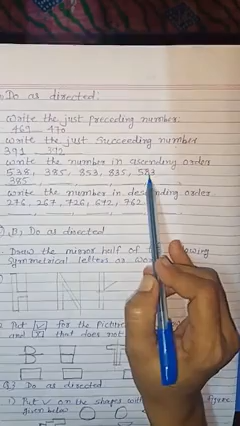 Do as directed:
Write the just preceding number
469 470
Write the just succeeding number
391 392
Write the number in ascending order
538, 385, 853, 835, 583
385
Write the number in descending order
276, 267, 726, 672, 762
B) Do as directed
Draw the mirror half of following
Symmetrical letters or
Put ✓ for the picture
and that does not
Q.3 Do as directed
1) Put ✓ on the shapes
given below